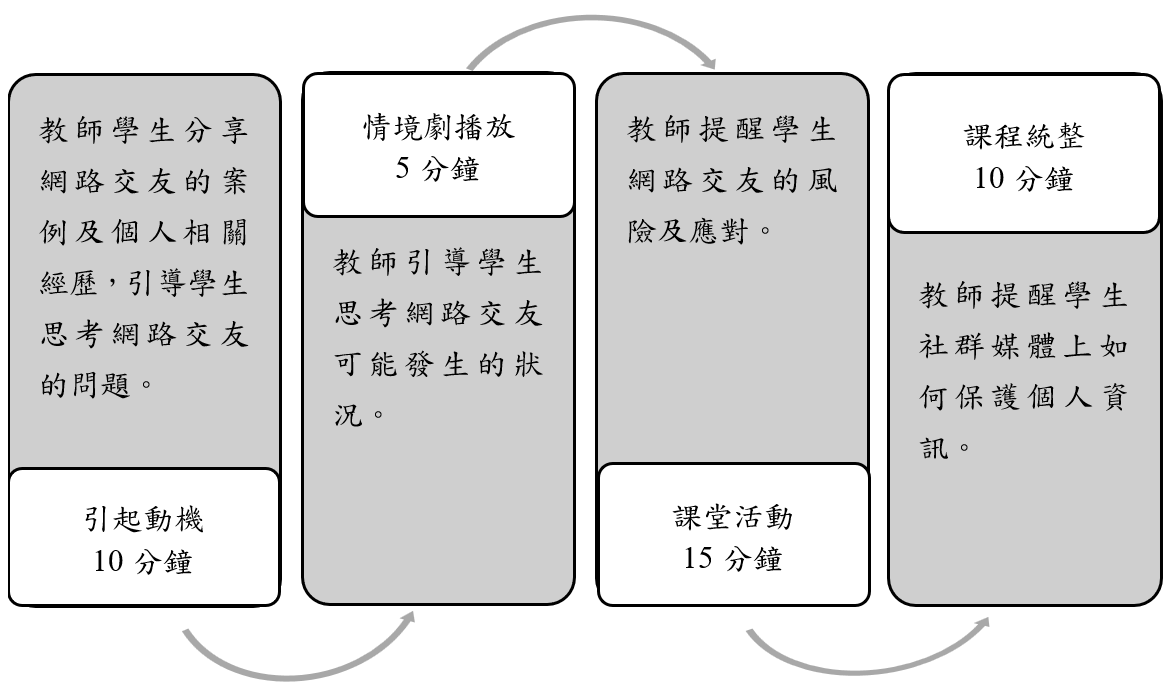 教師學生分享
網路交友的案
例及個人相關
經歷，引導學生
思考網路交友
的問題。
引起動機
10 分鐘
情境劇播放
5 分鐘
教師引導學生
思考網路交友
可能發生的狀
況。
教師提醒學生
網路交友的風
險及應對。
課堂活動
15 分鐘
課程統整
10 分鐘
教師提醒學生
社群媒體上如
何保護個人資
訊。